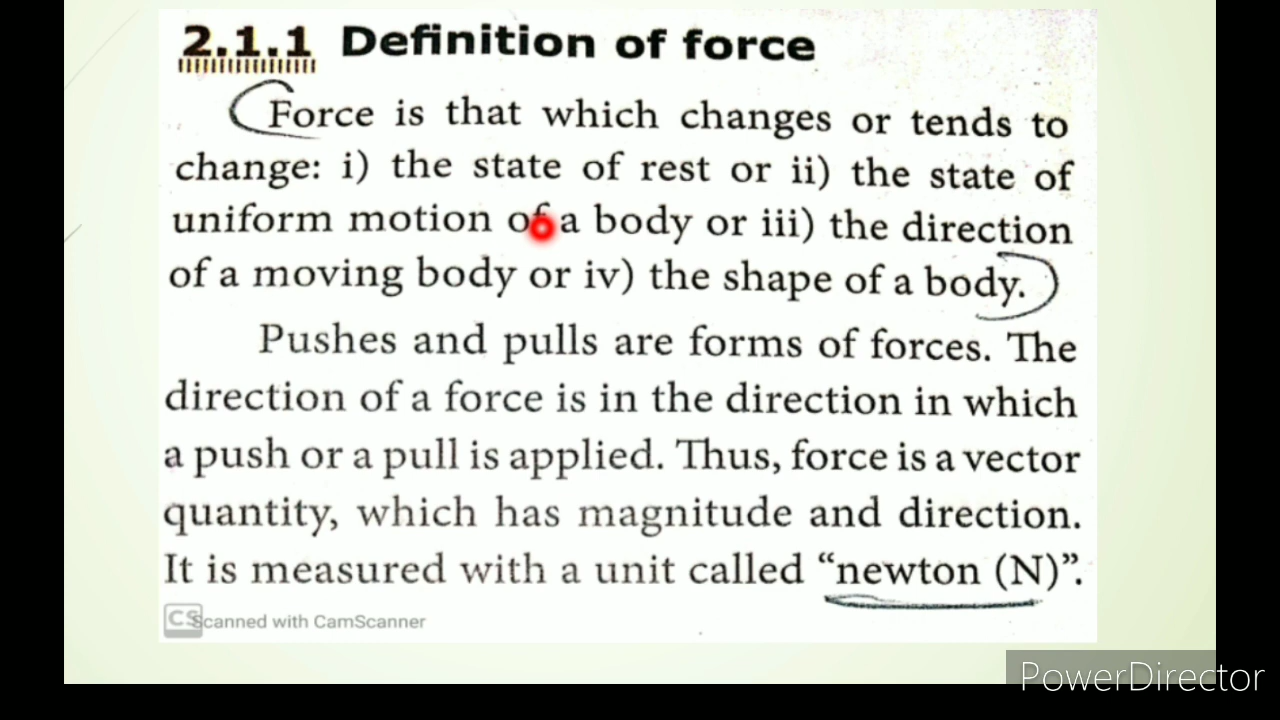 2.1.1 Definition of force
Force is that which changes or tends to
change: i) the state of rest or ii) the state of
uniform motion of a body or iii) the direction
of a moving body or iv) the shape of a body.
Pushes and pulls are forms of forces. The
direction of a force is in the direction in which
a push or a pull is applied. Thus, force is a vector
quantity, which has magnitude and direction.
It is measured with a unit called “newton (N)”.
CS Scanned with CamScanner
PowerDirector